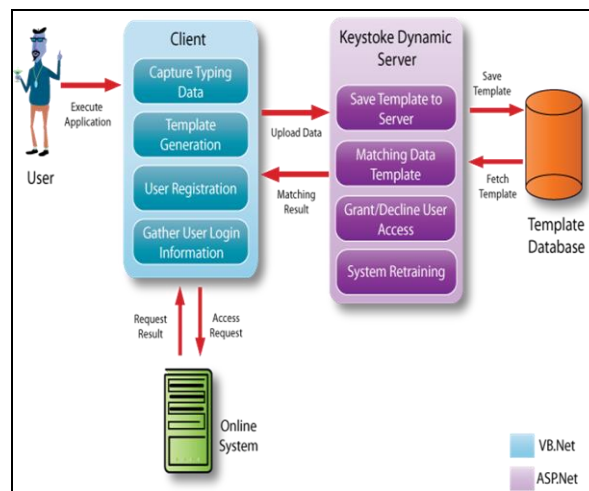 Client
Keystoke Dynamic
Server
Capture Typing
Data
Execute
Application
Template
Generation
Upload Data
Save Template to
Server
Save
Template
User
User
Registration
Matching
Result
Matching Data
Template
Fetch
Template
Gather User Login
Information
Grant/Decline User
Access
Template
Database
System Retraining
Request
Result
Access
Request
Online
System
VB.Net
ASP.Net